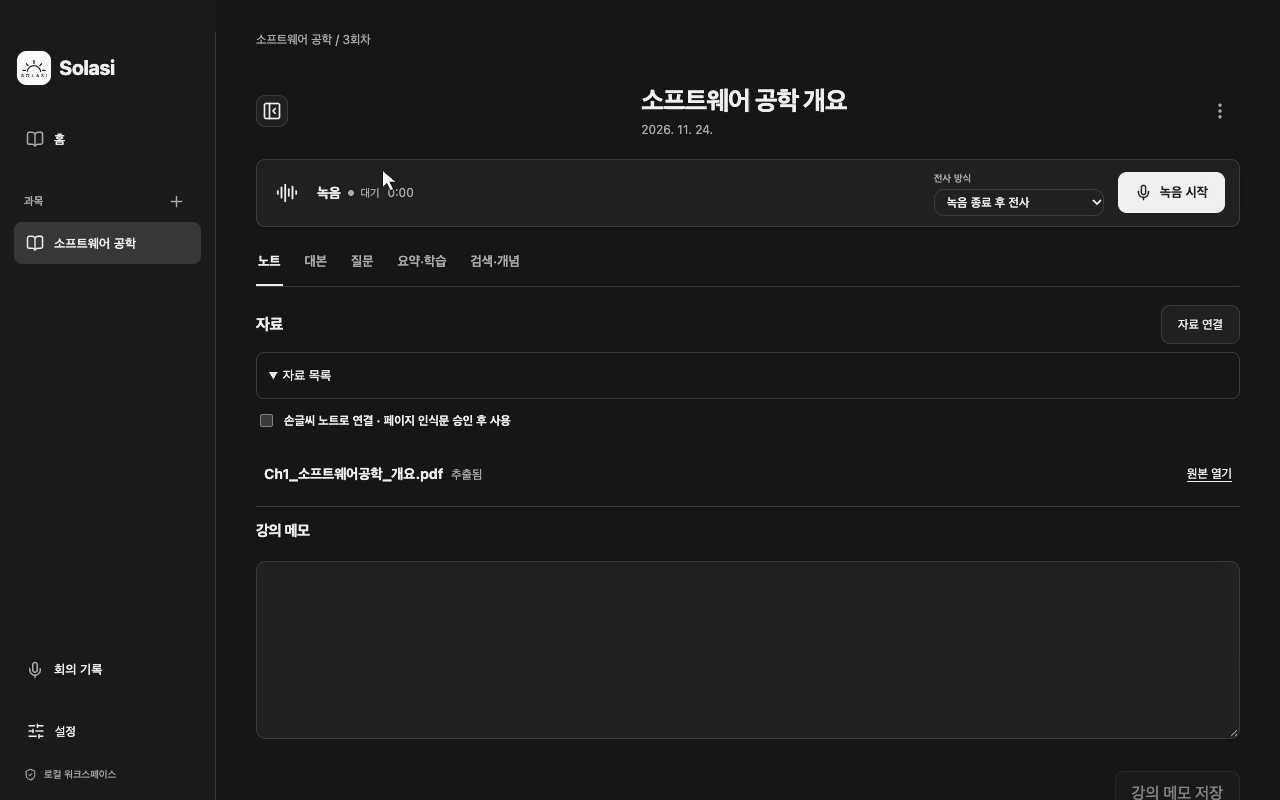 소프트웨어 공학 / 3회차
SOLASI
Solasi
홈
과목
소프트웨어 공학
회의 기록
설정
로컬 워크스페이스
소프트웨어 공학 개요
2026. 11. 24.
녹음 대기 0:00
전사 방식
녹음 종료 후 전사
녹음 시작
노트 대본 질문 요약·학습 검색·개념
자료
자료 연결
▼ 자료 목록
손글씨 노트로 연결 · 페이지 인식문 승인 후 사용
Ch1_소프트웨어공학_개요.pdf 추출됨
원본 열기
강의 메모
강의 메모 저장